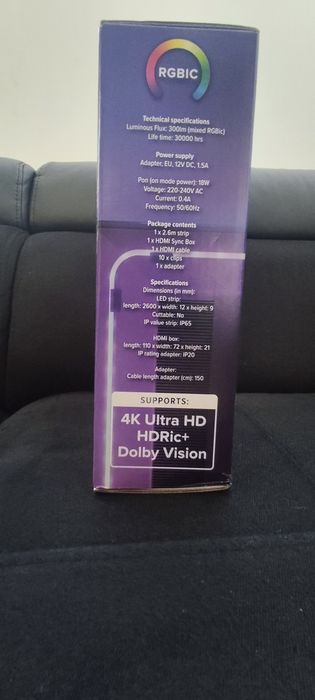 RGBIC
Technical specifications
Luminous Flux: 300lm (mixed RGBic)
Life time: 30000 hrs
Power supply
Adapter, EU, 12V DC, 1.5A
Pon (on mode power): 18W
Voltage: 220-240V AC
Current: 0.4A
Frequency: 50/60Hz
Package contents
1 x 2.6m strip
1 x HDMI Sync Box
1 x HDMI cable
10 x clips
1 x adapter
Specifications
Dimensions (in mm):
LED strip:
length: 2600 x width: 12 x height: 9
Cuttable: No
IP value strip: IP65
HDMI box:
length: 110 x width: 72 x height: 21
IP rating adapter: IP20
Adapter:
Cable length adapter (cm): 150
SUPPORTS:
4K Ultra HD
HDRic+
Dolby Vision